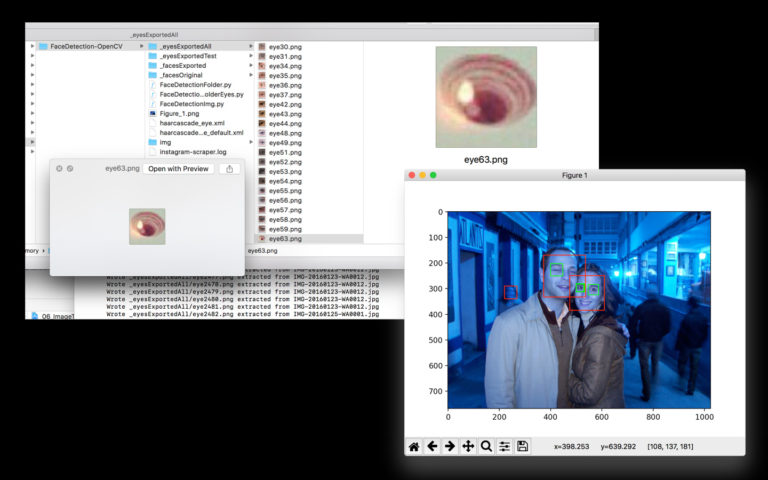 _eyesExportedAll
FaceDetection-OpenCV
_eyesExportedAll
_eyesExportedTest
_facesExported
_facesOriginal
FaceDetectionFolder.py
FaceDetectio...olderEyes.py
FaceDetectionImg.py
Figure_1.png
haarcascade_eye.xml
haarcascade...e_default.xml
img
instagram-scraper.log
eye30.png
eye31.png
eye34.png
eye35.png
eye36.png
eye37.png
eye42.png
eye43.png
eye44.png
eye48.png
eye49.png
eye51.png
eye52.png
eye53.png
eye54.png
eye55.png
eye56.png
eye57.png
eye58.png
eye59.png
eye63.png
eye63.png
eye63.png
Open with Preview
mory
eye63.png
Wrote _eyesExportedAll/eye2477.png extracted from IMG-20160123-WA0012.jpg
Wrote _eyesExportedAll/eye2478.png extracted from IMG-20160123-WA0012.jpg
Wrote _eyesExportedAll/eye2479.png extracted from IMG-20160123-WA0012.jpg
Wrote _eyesExportedAll/eye2480.png extracted from IMG-20160123-WA0012.jpg
Wrote _eyesExportedAll/eye2481.png extracted from IMG-20160123-WA0012.jpg
Wrote _eyesExportedAll/eye2482.png extracted from IMG-20160125-WA0001.jpg
06_ImageT
Figure 1
0
100
200
300
400
500
600
700
0
200
400
600
800
1000
x=398.253 y=639.292 [108, 137, 181]